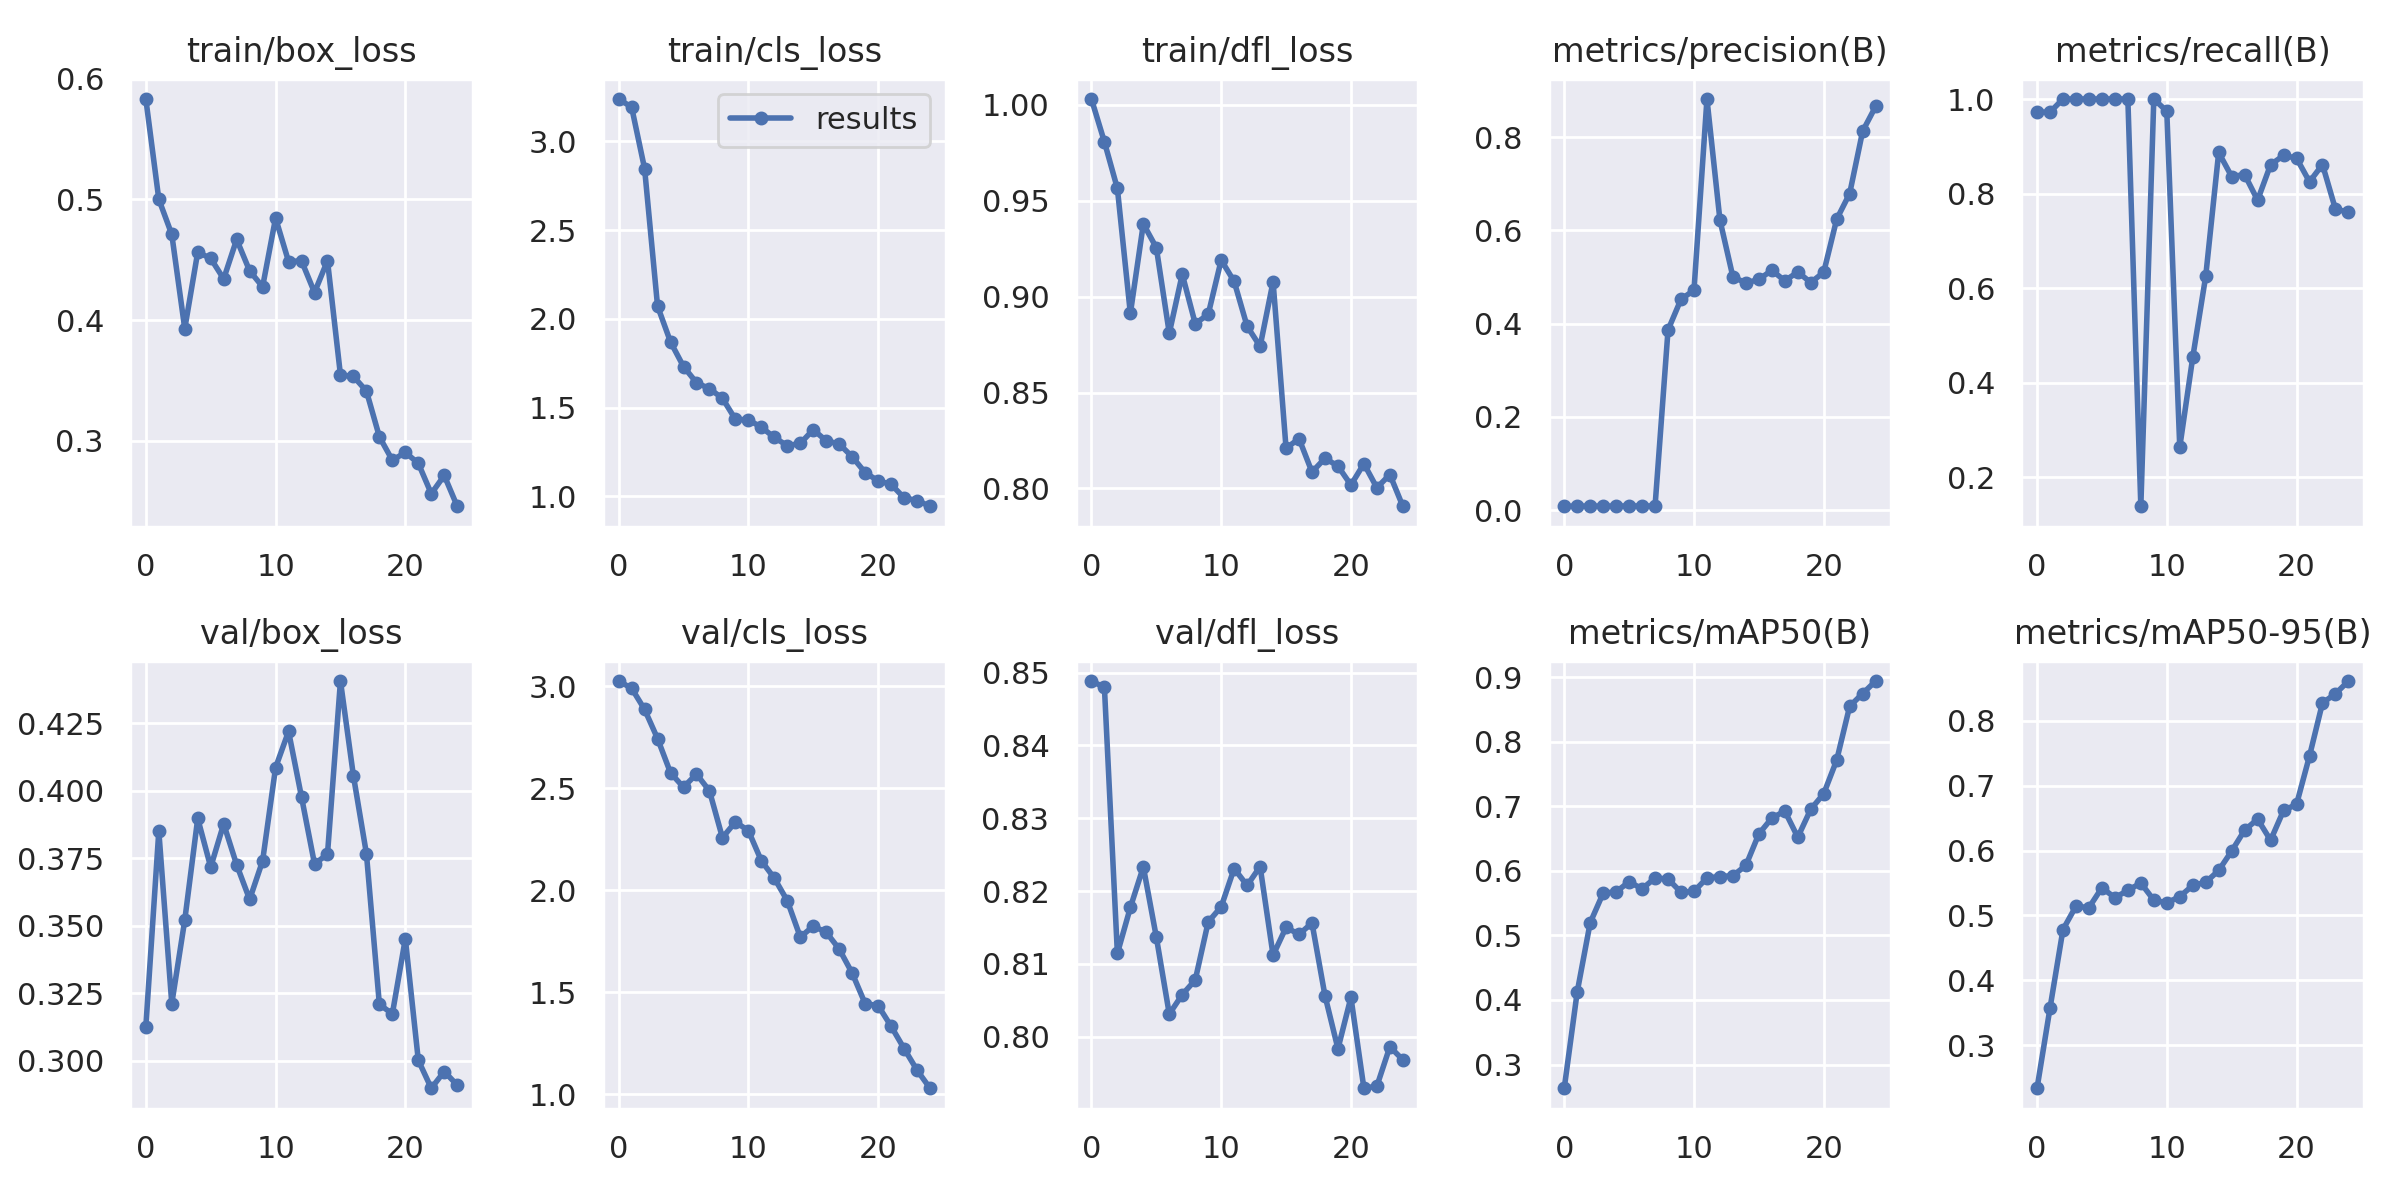 train/box_loss
0.6
0.5
0.4
0.3
0 10 20
train/cls_loss
results
3.0
2.5
2.0
1.5
1.0
0 10 20
train/dfl_loss
1.00
0.95
0.90
0.85
0.80
0 10 20
metrics/precision(B)
0.8
0.6
0.4
0.2
0.0
0 10 20
metrics/recall(B)
1.0
0.8
0.6
0.4
0.2
0 10 20
val/box_loss
0.425
0.400
0.375
0.350
0.325
0.300
0 10 20
val/cls_loss
3.0
2.5
2.0
1.5
1.0
0 10 20
val/dfl_loss
0.85
0.84
0.83
0.82
0.81
0.80
0 10 20
metrics/mAP50(B)
0.9
0.8
0.7
0.6
0.5
0.4
0.3
0 10 20
metrics/mAP50-95(B)
0.8
0.7
0.6
0.5
0.4
0.3
0 10 20